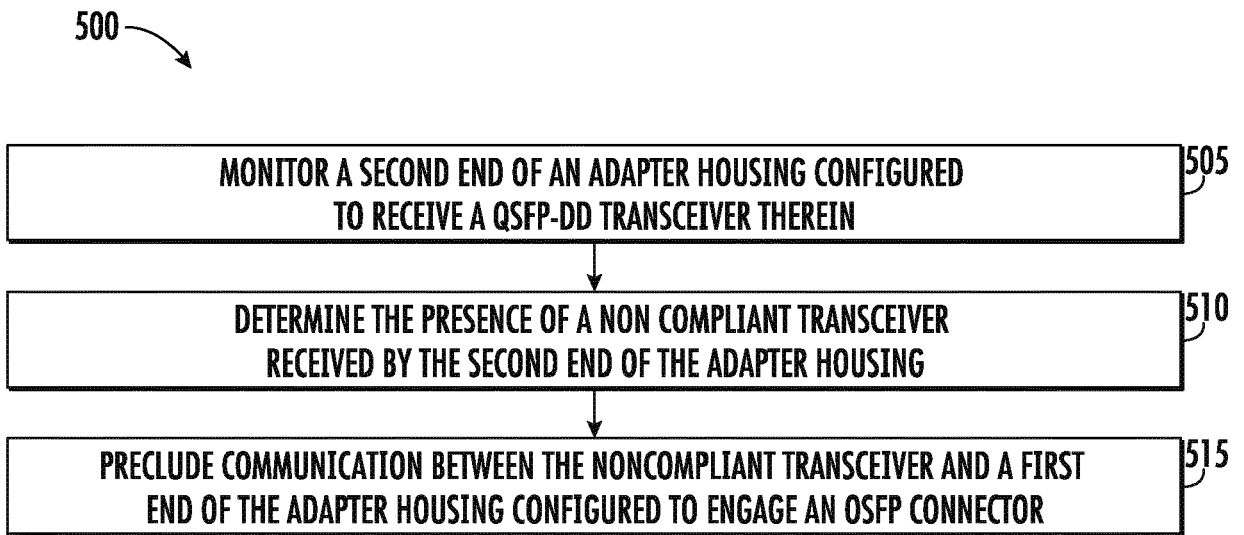 500
MONITOR A SECOND END OF AN ADAPTER HOUSING CONFIGURED
TO RECEIVE A QSFP-DD TRANSCEIVER THEREIN
505
DETERMINE THE PRESENCE OF A NON COMPLIANT TRANSCEIVER
RECEIVED BY THE SECOND END OF THE ADAPTER HOUSING
510
PRECLUDE COMMUNICATION BETWEEN THE NONCOMPLIANT TRANSCEIVER AND A FIRST
END OF THE ADAPTER HOUSING CONFIGURED TO ENGAGE AN OSFP CONNECTOR
515